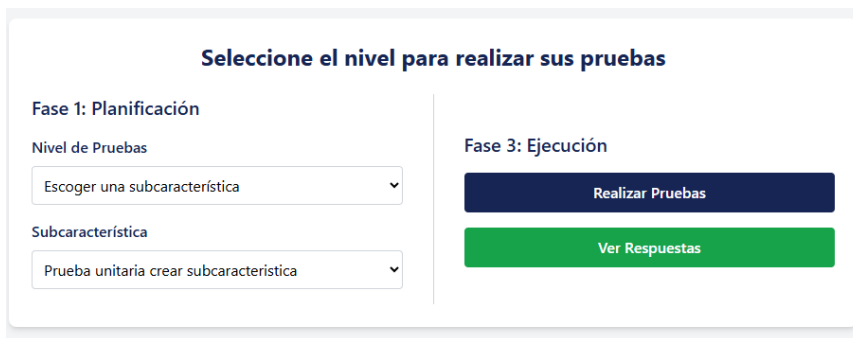 Seleccione el nivel para realizar sus pruebas
Fase 1: Planificación
Nivel de Pruebas
Escoger una subcaracterística
Subcaracterística
Prueba unitaria crear subcaracteristica
Fase 3: Ejecución
Realizar Pruebas
Ver Respuestas